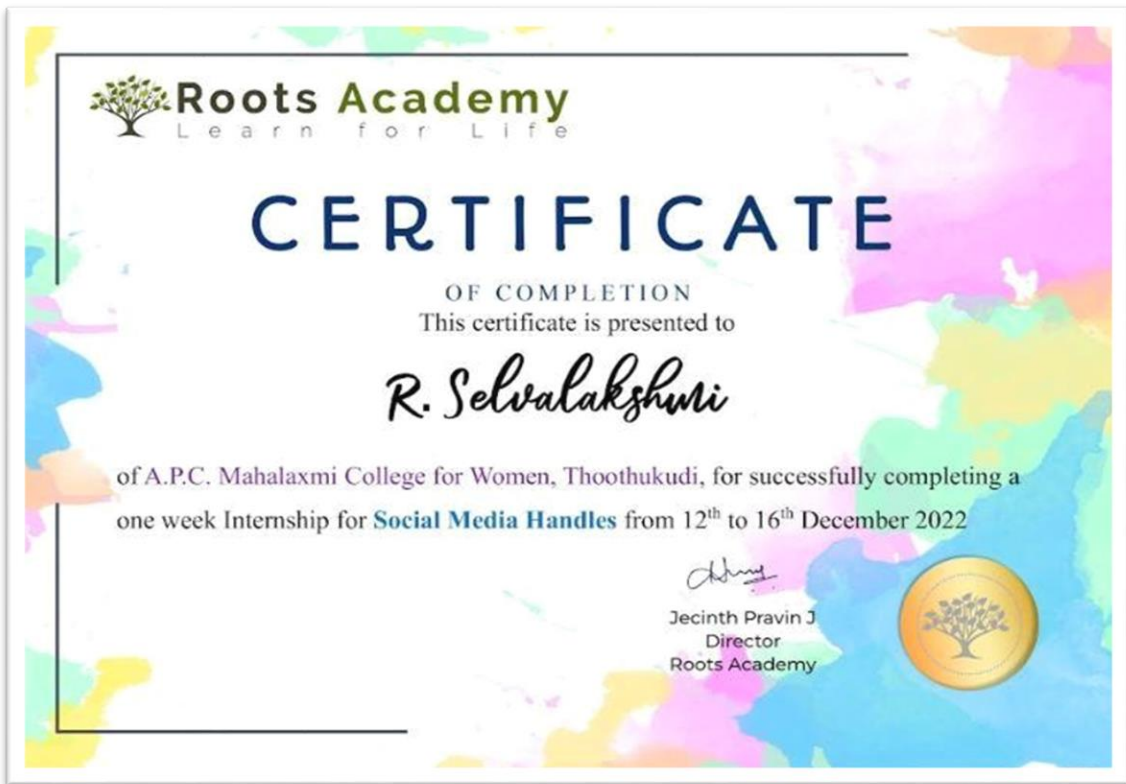 Roots Academy
Learn for Life
CERTIFICATE
OF COMPLETION
This certificate is presented to
R. Selvalakshmi
of A.P.C. Mahalaxmi College for Women, Thoothukudi, for successfully completing a
one week Internship for Social Media Handles from 12th to 16th December 2022
Jecinth Pravin J
Director
Roots Academy